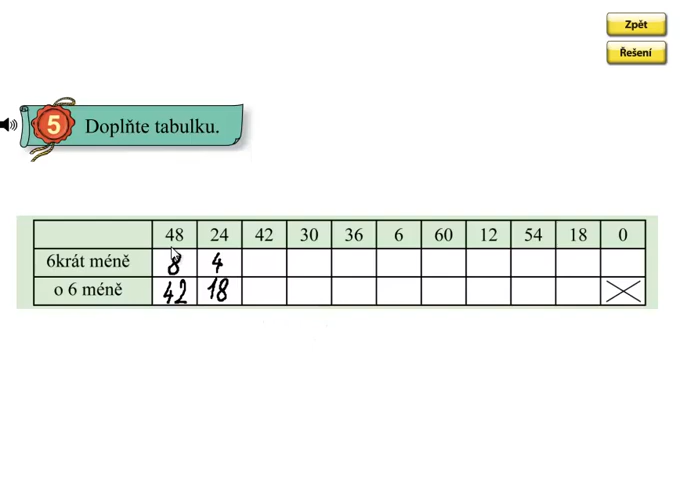 Zpět
Řešení
5 Doplňte tabulku.
48 24 42 30 36 6 60 12 54 18 0
6krát méně 8 4
o 6 méně 42 18